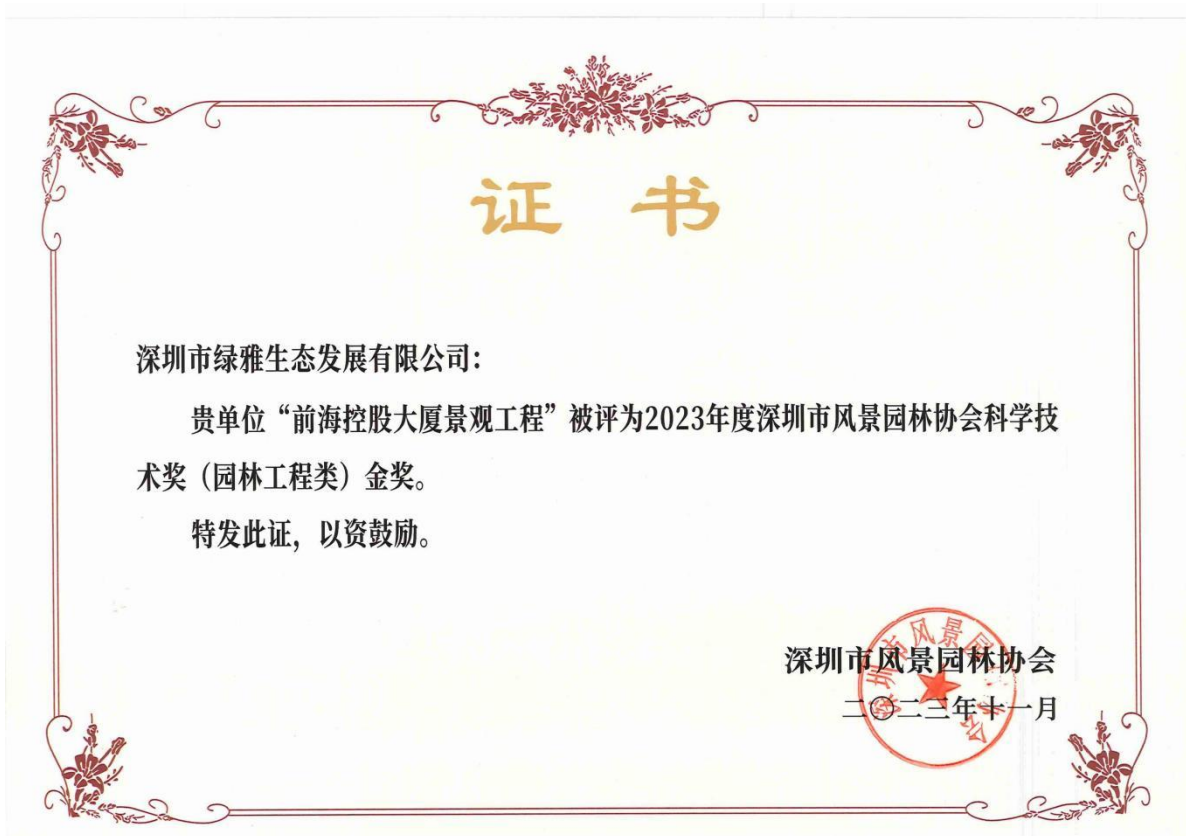 证 书
深圳市绿雅生态发展有限公司：
贵单位“前海控股大厦景观工程”被评为2023年度深圳市风景园林协会科学技
术奖（园林工程类）金奖。
特发此证，以资鼓励。
深圳市风景园林协会
二〇二三年十一月